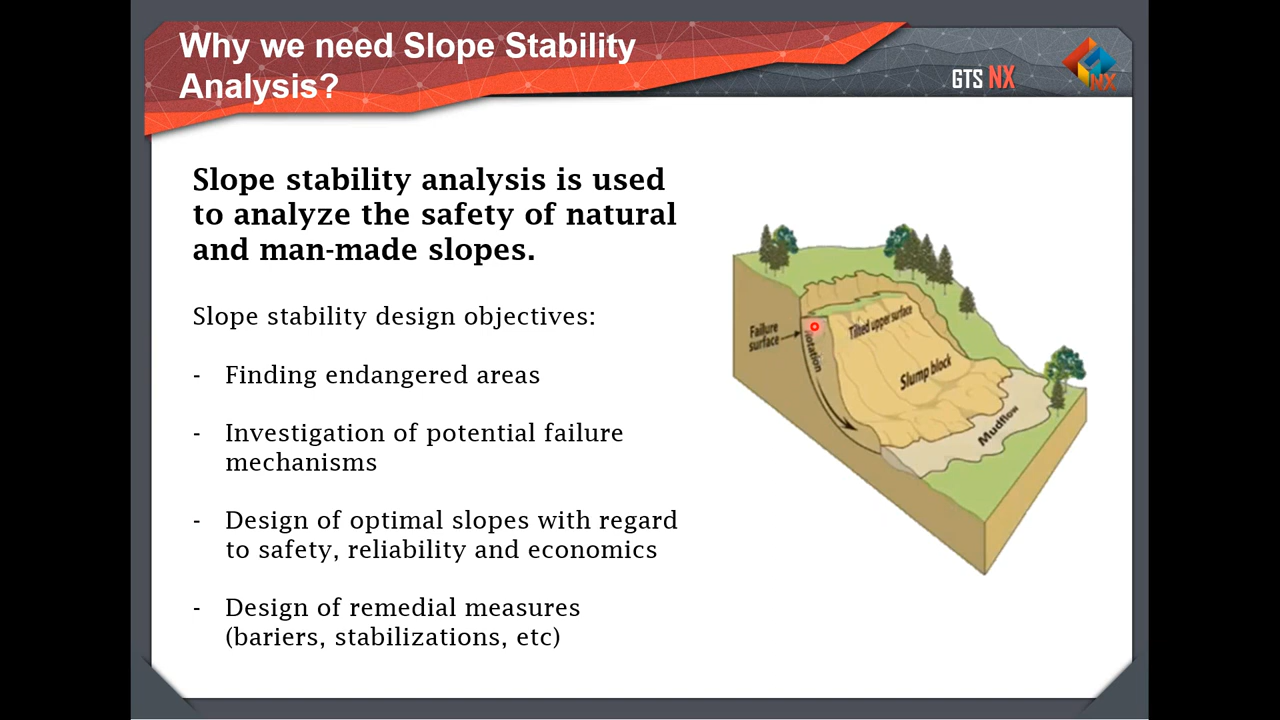 Why we need Slope Stability
Analysis?
GTS NX
NX
Slope stability analysis is used
to analyze the safety of natural
and man-made slopes.
Slope stability design objectives:
- Finding endangered areas
- Investigation of potential failure
mechanisms
- Design of optimal slopes with regard
to safety, reliability and economics
- Design of remedial measures
(bariers, stabilizations, etc)
Failure
surface
Rotation
Tilted upper surface
Slump block
Mudflow